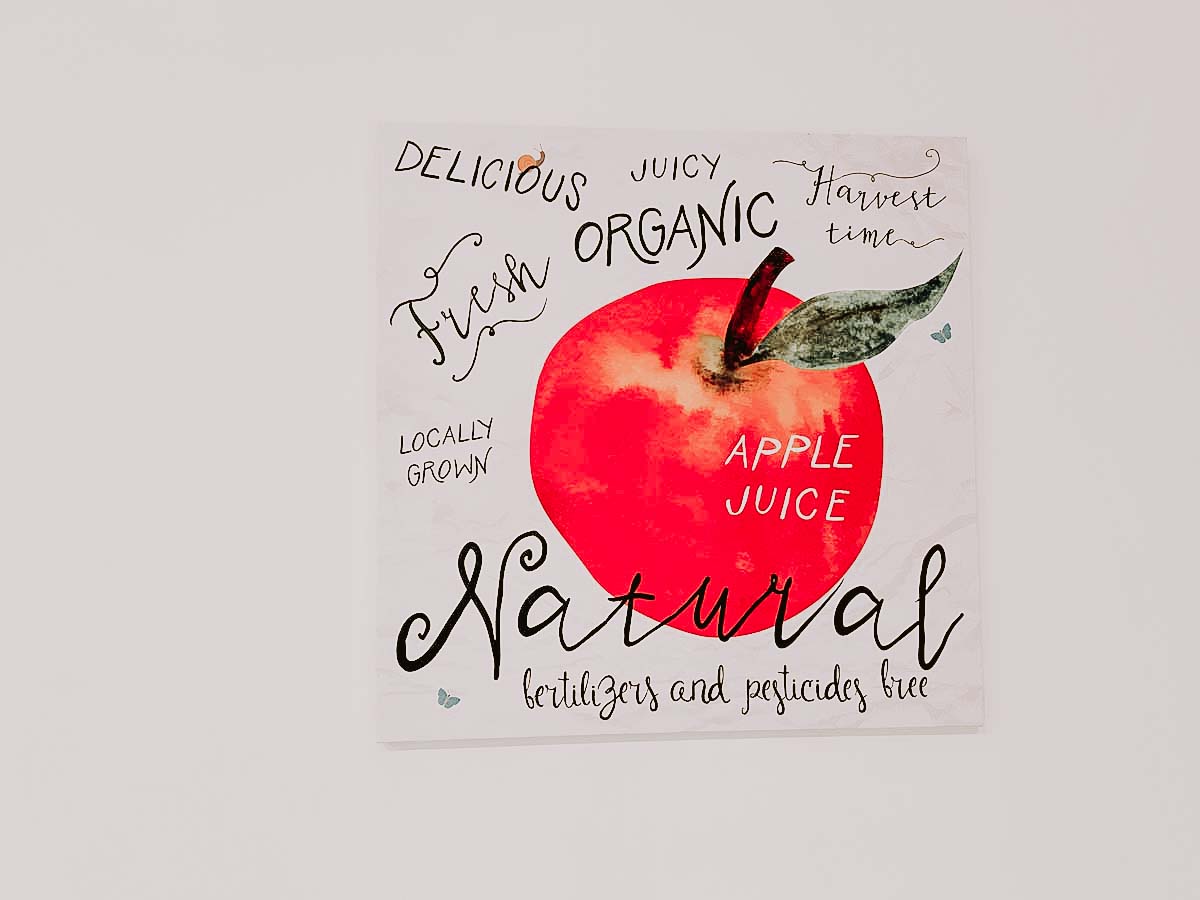 DELICIOUS
JUICY
Harvest
time
ORGANIC
Fresh
LOCALLY
GROWN
APPLE
JUICE
Natural
fertilizers and pesticides free